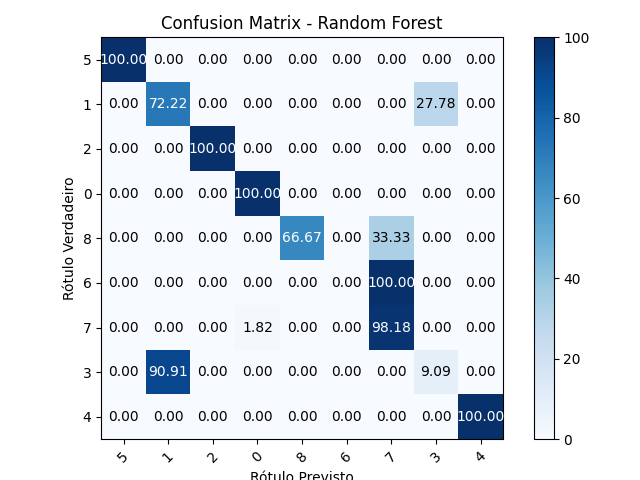 Confusion Matrix - Random Forest
5 100.00 0.00 0.00 0.00 0.00 0.00 0.00 0.00 0.00
1 0.00 72.22 0.00 0.00 0.00 0.00 0.00 27.78 0.00
2 0.00 0.00 100.00 0.00 0.00 0.00 0.00 0.00 0.00
0 0.00 0.00 0.00 100.00 0.00 0.00 0.00 0.00 0.00
8 0.00 0.00 0.00 0.00 66.67 0.00 33.33 0.00 0.00
6 0.00 0.00 0.00 0.00 0.00 0.00 100.00 0.00 0.00
7 0.00 0.00 0.00 1.82 0.00 0.00 98.18 0.00 0.00
3 0.00 90.91 0.00 0.00 0.00 0.00 0.00 9.09 0.00
4 0.00 0.00 0.00 0.00 0.00 0.00 0.00 0.00 100.00
5 1 2 0 8 6 7 3 4
Rótulo Verdadeiro
Rótulo Previsto
100
80
60
40
20
0